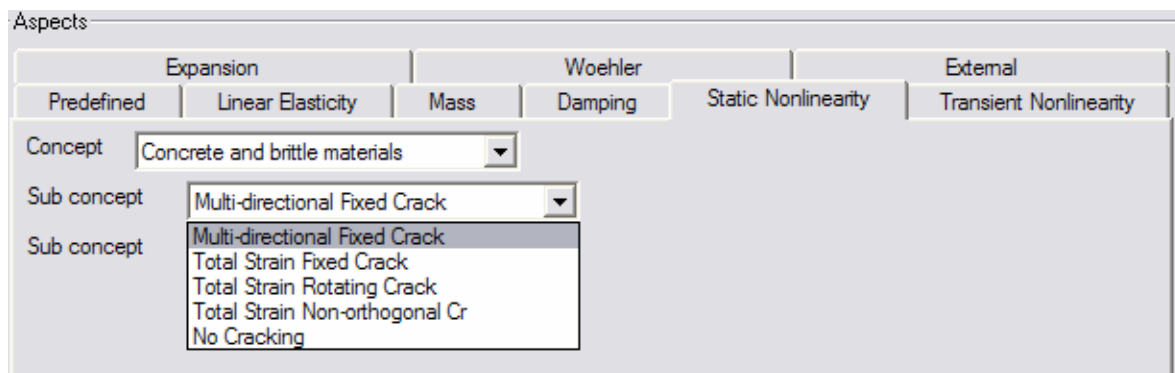 Aspects
Expansion Woehler External
Predefined Linear Elasticity Mass Damping Static Nonlinearity Transient Nonlinearity
Concept Concrete and brittle materials
Sub concept Multi-directional Fixed Crack
Multi-directional Fixed Crack
Sub concept
Total Strain Fixed Crack
Total Strain Rotating Crack
Total Strain Non-orthogonal Cr
No Cracking